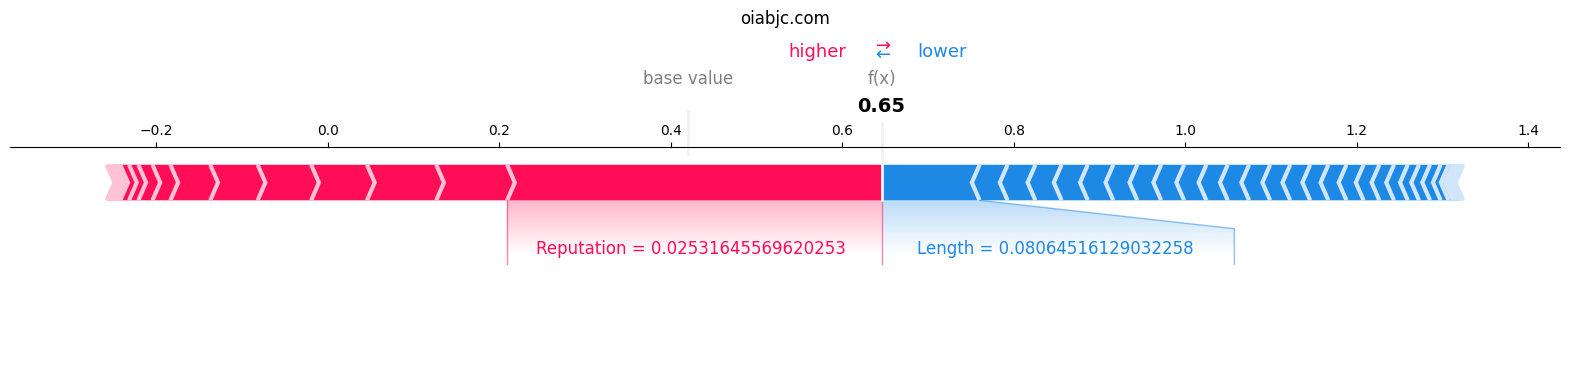 oiabjc.com
higher ⇄ lower
base value f(x)
0.65
−0.2 0.0 0.2 0.4 0.6 0.8 1.0 1.2 1.4
Reputation = 0.02531645569620253 Length = 0.08064516129032258